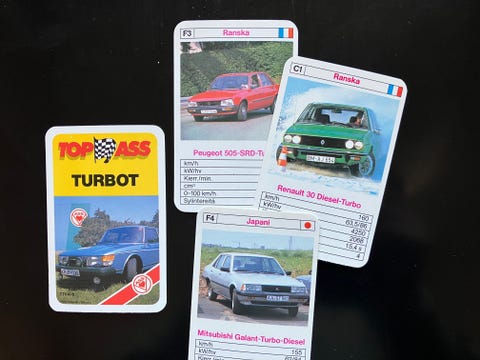 TOP ASS
TURBOT
F3
Ranska
Peugeot 505-SRD-Tu
km/h
kW/hv
Kierr./min.
cm³
0-100 km/h
Sylintereitä
C1
Ranska
Renault 30 Diesel-Turbo
km/h 160
kW/hv 63,5/86
4250
2068
15,4 s
4
F4
Japani
Mitsubishi Galant-Turbo-Diesel
km/h 155
kW/hv